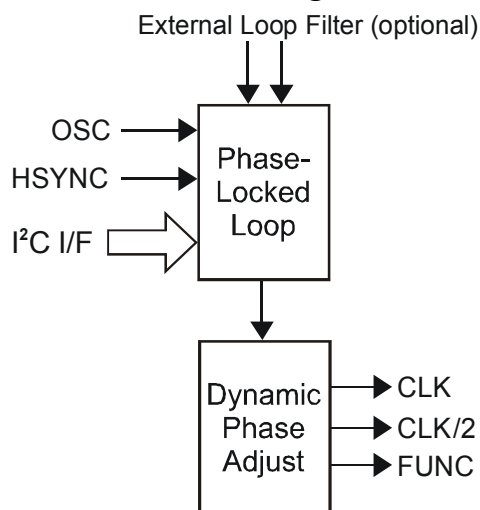 External Loop Filter (optional)
OSC
HSYNC
I²C I/F
Phase-
Locked
Loop
Dynamic
Phase
Adjust
CLK
CLK/2
FUNC